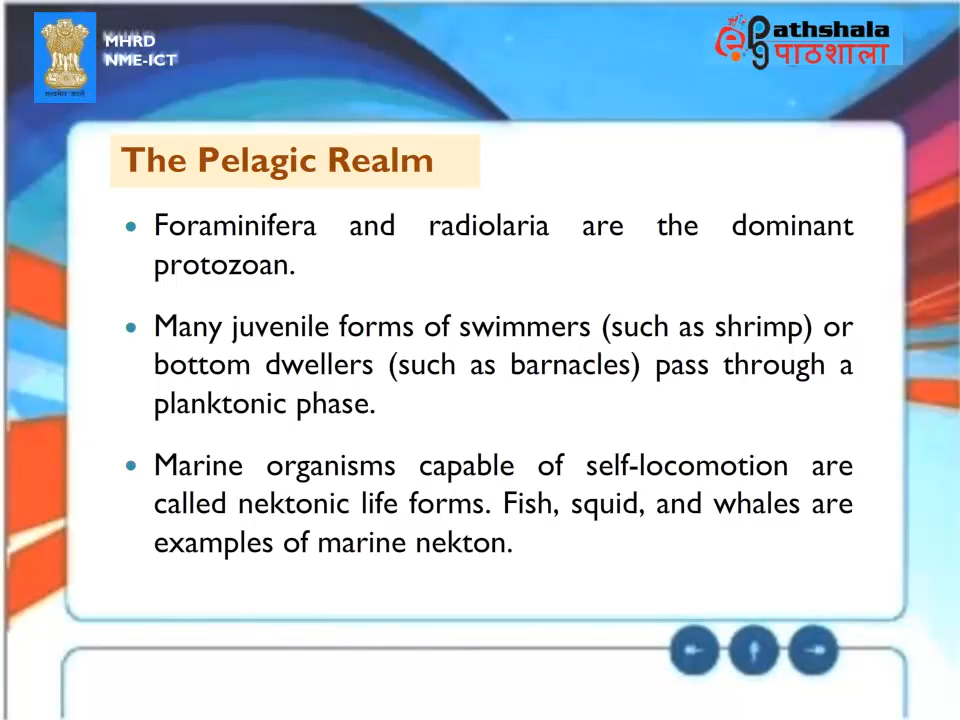 MHRD
NME-ICT
Pathshala
पाठशाला
The Pelagic Realm
Foraminifera and radiolaria are the dominant
protozoan.
Many juvenile forms of swimmers (such as shrimp) or
bottom dwellers (such as barnacles) pass through a
planktonic phase.
Marine organisms capable of self-locomotion are
called nektonic life forms. Fish, squid, and whales are
examples of marine nekton.